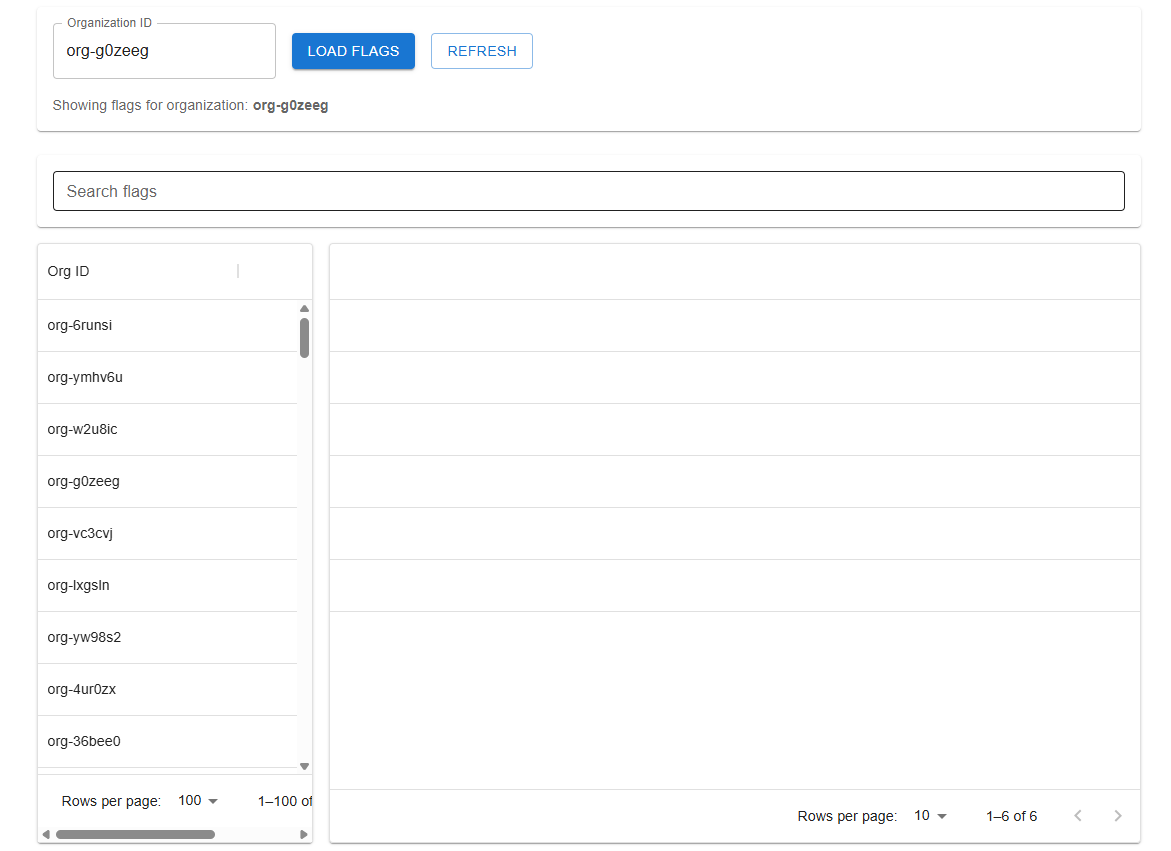 Organization ID
org-g0zeeg
LOAD FLAGS
REFRESH
Showing flags for organization: org-g0zeeg
Search flags
Org ID
org-6runsi
org-ymhv6u
org-w2u8ic
org-g0zeeg
org-vc3cvj
org-lxgsln
org-yw98s2
org-4ur0zx
org-36bee0
Rows per page: 100 1–100 of
Rows per page: 10 1–6 of 6